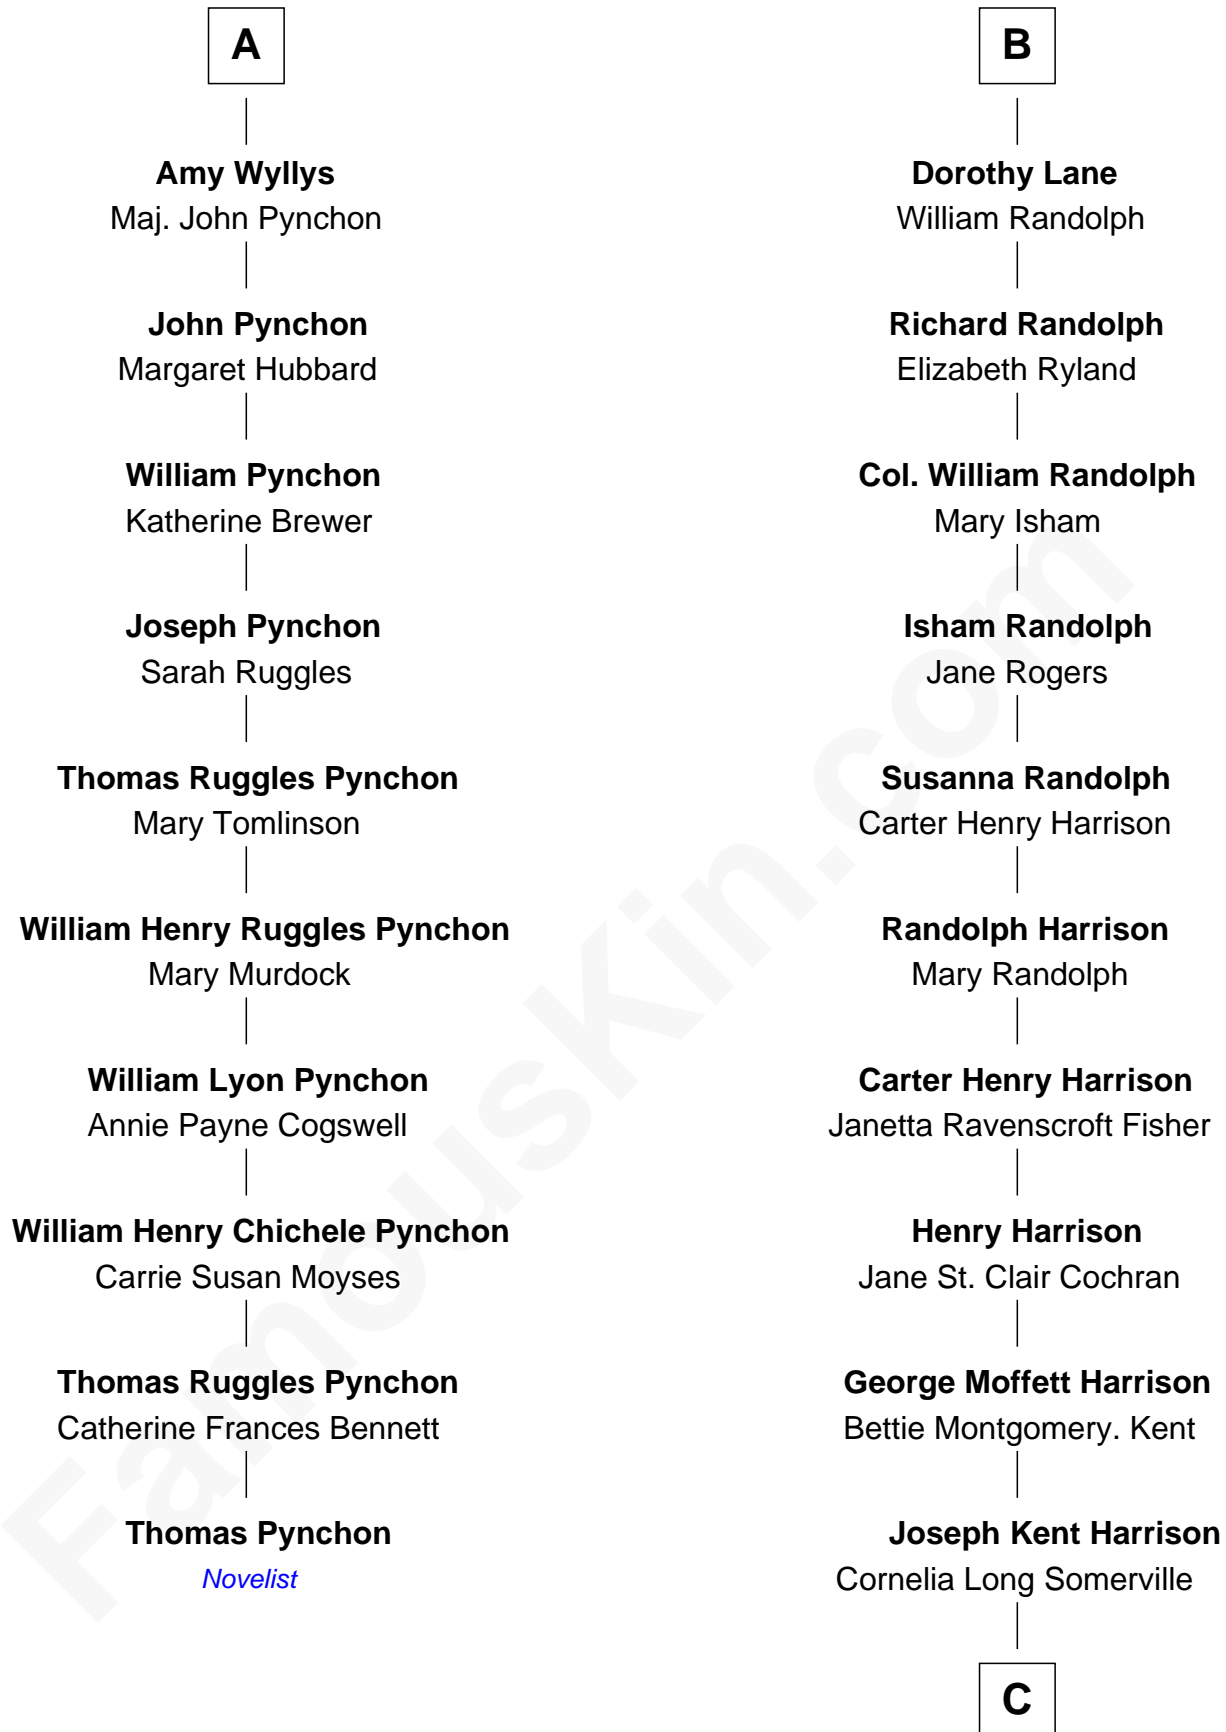 A
Amy Wyllys
Maj. John Pynchon
John Pynchon
Margaret Hubbard
William Pynchon
Katherine Brewer
Joseph Pynchon
Sarah Ruggles
Thomas Ruggles Pynchon
Mary Tomlinson
William Henry Ruggles Pynchon
Mary Murdock
William Lyon Pynchon
Annie Payne Cogswell
William Henry Chichele Pynchon
Carrie Susan Moyses
Thomas Ruggles Pynchon
Catherine Frances Bennett
Thomas Pynchon
Novelist
B
Dorothy Lane
William Randolph
Richard Randolph
Elizabeth Ryland
Col. William Randolph
Mary Isham
Isham Randolph
Jane Rogers
Susanna Randolph
Carter Henry Harrison
Randolph Harrison
Mary Randolph
Carter Henry Harrison
Janetta Ravenscroft Fisher
Henry Harrison
Jane St. Clair Cochran
George Moffett Harrison
Bettie Montgomery. Kent
Joseph Kent Harrison
Cornelia Long Somerville
C
FamousKin.com